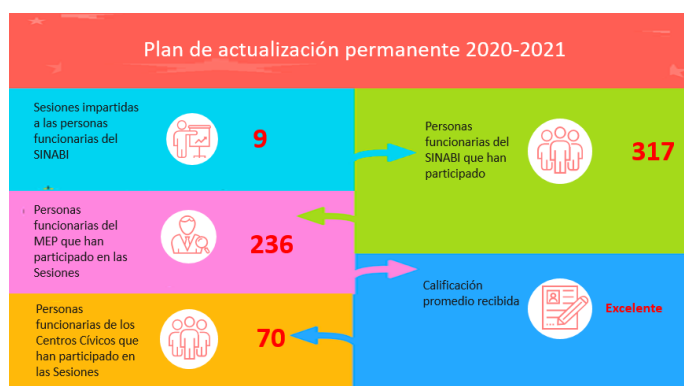 Plan de actualización permanente 2020-2021
Sesiones impartidas
a las personas
funcionarias del
SINABI
9
Personas
funcionarias del
SINABI que han
participado
317
Personas
funcionarias del
MEP que han
participado en las
Sesiones
236
Calificación
promedio recibida
Excelente
Personas
funcionarias de los
Centros Cívicos que
han participado en
las Sesiones
70